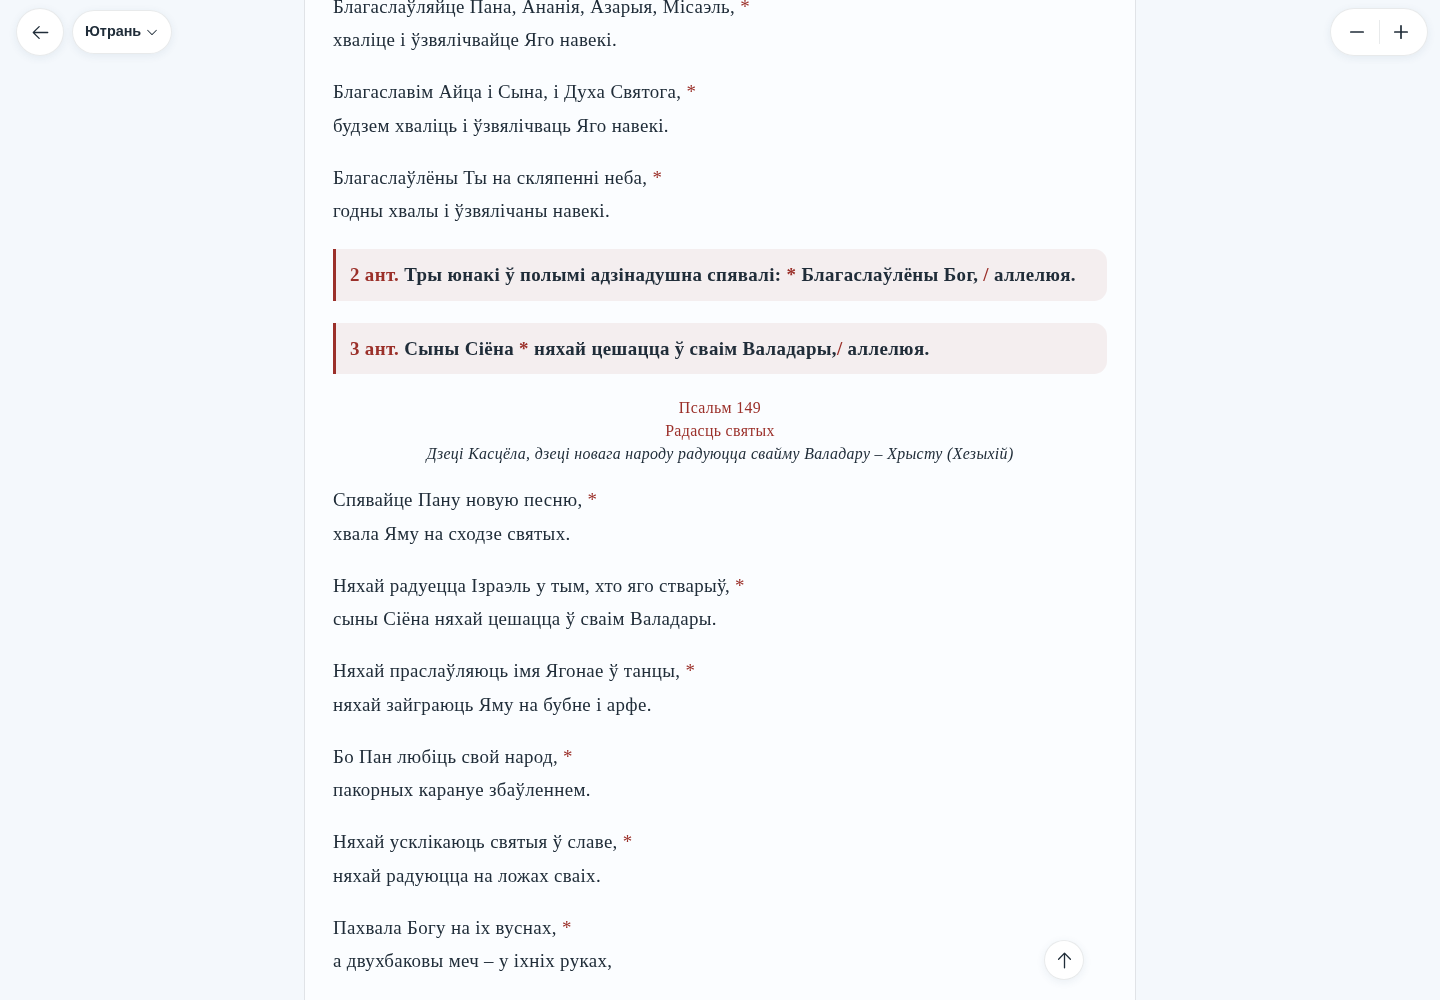 Ютрань
Благаслаўляйце Пана, Ананія, Азарыя, Місаэль, *
хваліце і ўзвялічвайце Яго навекі.
Благаславім Айца і Сына, і Духа Святога, *
будзем хваліць і ўзвялічваць Яго навекі.
Благаслаўлёны Ты на скляпенні неба, *
годны хвалы і ўзвялічаны навекі.
2 ант. Тры юнакі ў полымі адзінадушна спявалі: * Благаслаўлёны Бог, / аллелюя.
3 ант. Сыны Сіёна * няхай цешацца ў сваім Валадары,/ аллелюя.
Псальм 149
Радасць святых
Дзеці Касцёла, дзеці новага народу радуюцца свайму Валадару – Хрысту (Хезыхій)
Спявайце Пану новую песню, *
хвала Яму на сходзе святых.
Няхай радуецца Ізраэль у тым, хто яго стварыў, *
сыны Сіёна няхай цешацца ў сваім Валадары.
Няхай праслаўляюць імя Ягонае ў танцы, *
няхай зайграюць Яму на бубне і арфе.
Бо Пан любіць свой народ, *
пакорных карануе збаўленнем.
Няхай усклікаюць святыя ў славе, *
няхай радуюцца на ложах сваіх.
Пахвала Богу на іх вуснах, *
а двухбаковы меч – у іхніх руках,